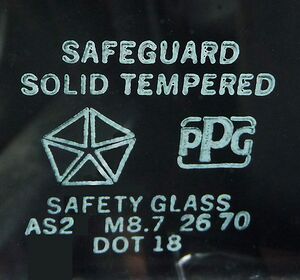 SAFEGUARD
SOLID TEMPERED
PPG
SAFETY GLASS
AS2 M8.7 26 70
DOT 18